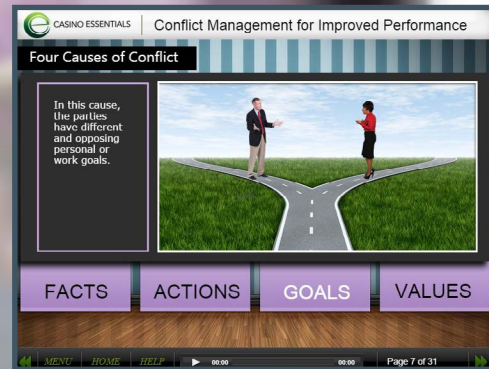 CASINO ESSENTIALS
Conflict Management for Improved Performance
Four Causes of Conflict
In this cause,
the parties
have different
and opposing
personal or
work goals.
FACTS
ACTIONS
GOALS
VALUES
MENU
HOME
HELP
00:00
00:00
Page 7 of 31